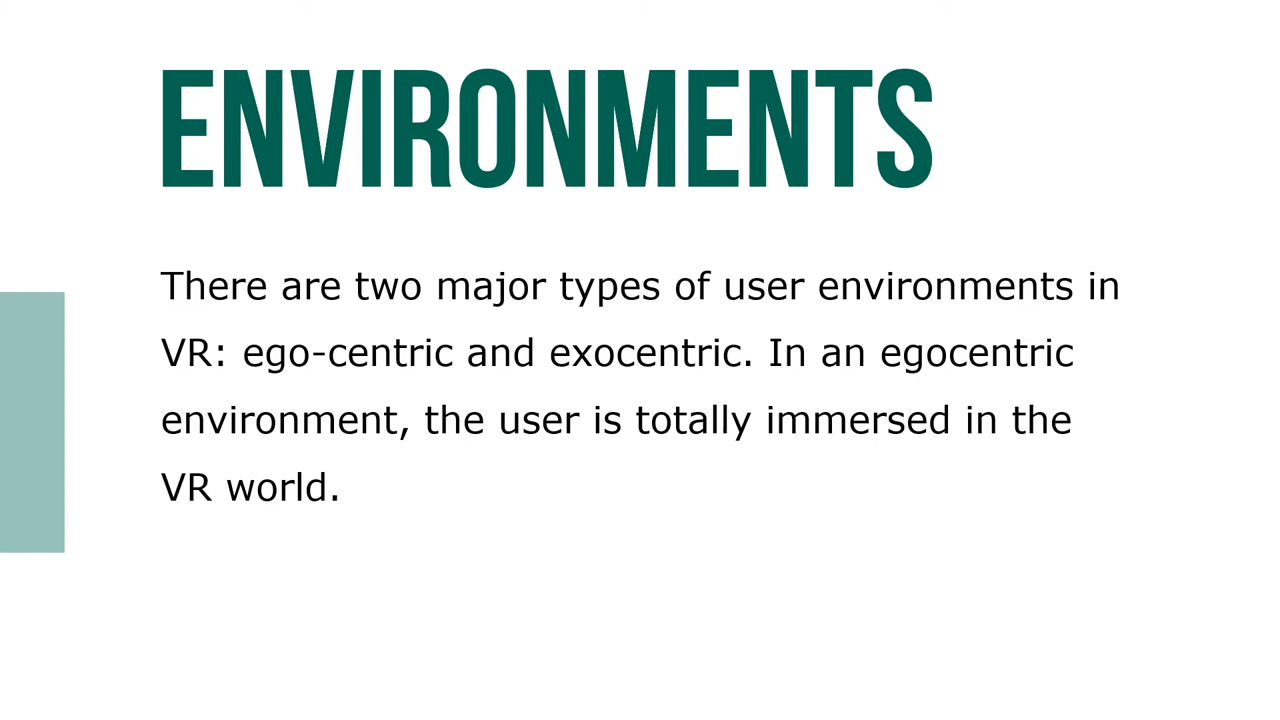 ENVIRONMENTS
There are two major types of user environments in
VR: ego-centric and exocentric. In an egocentric
environment, the user is totally immersed in the
VR world.